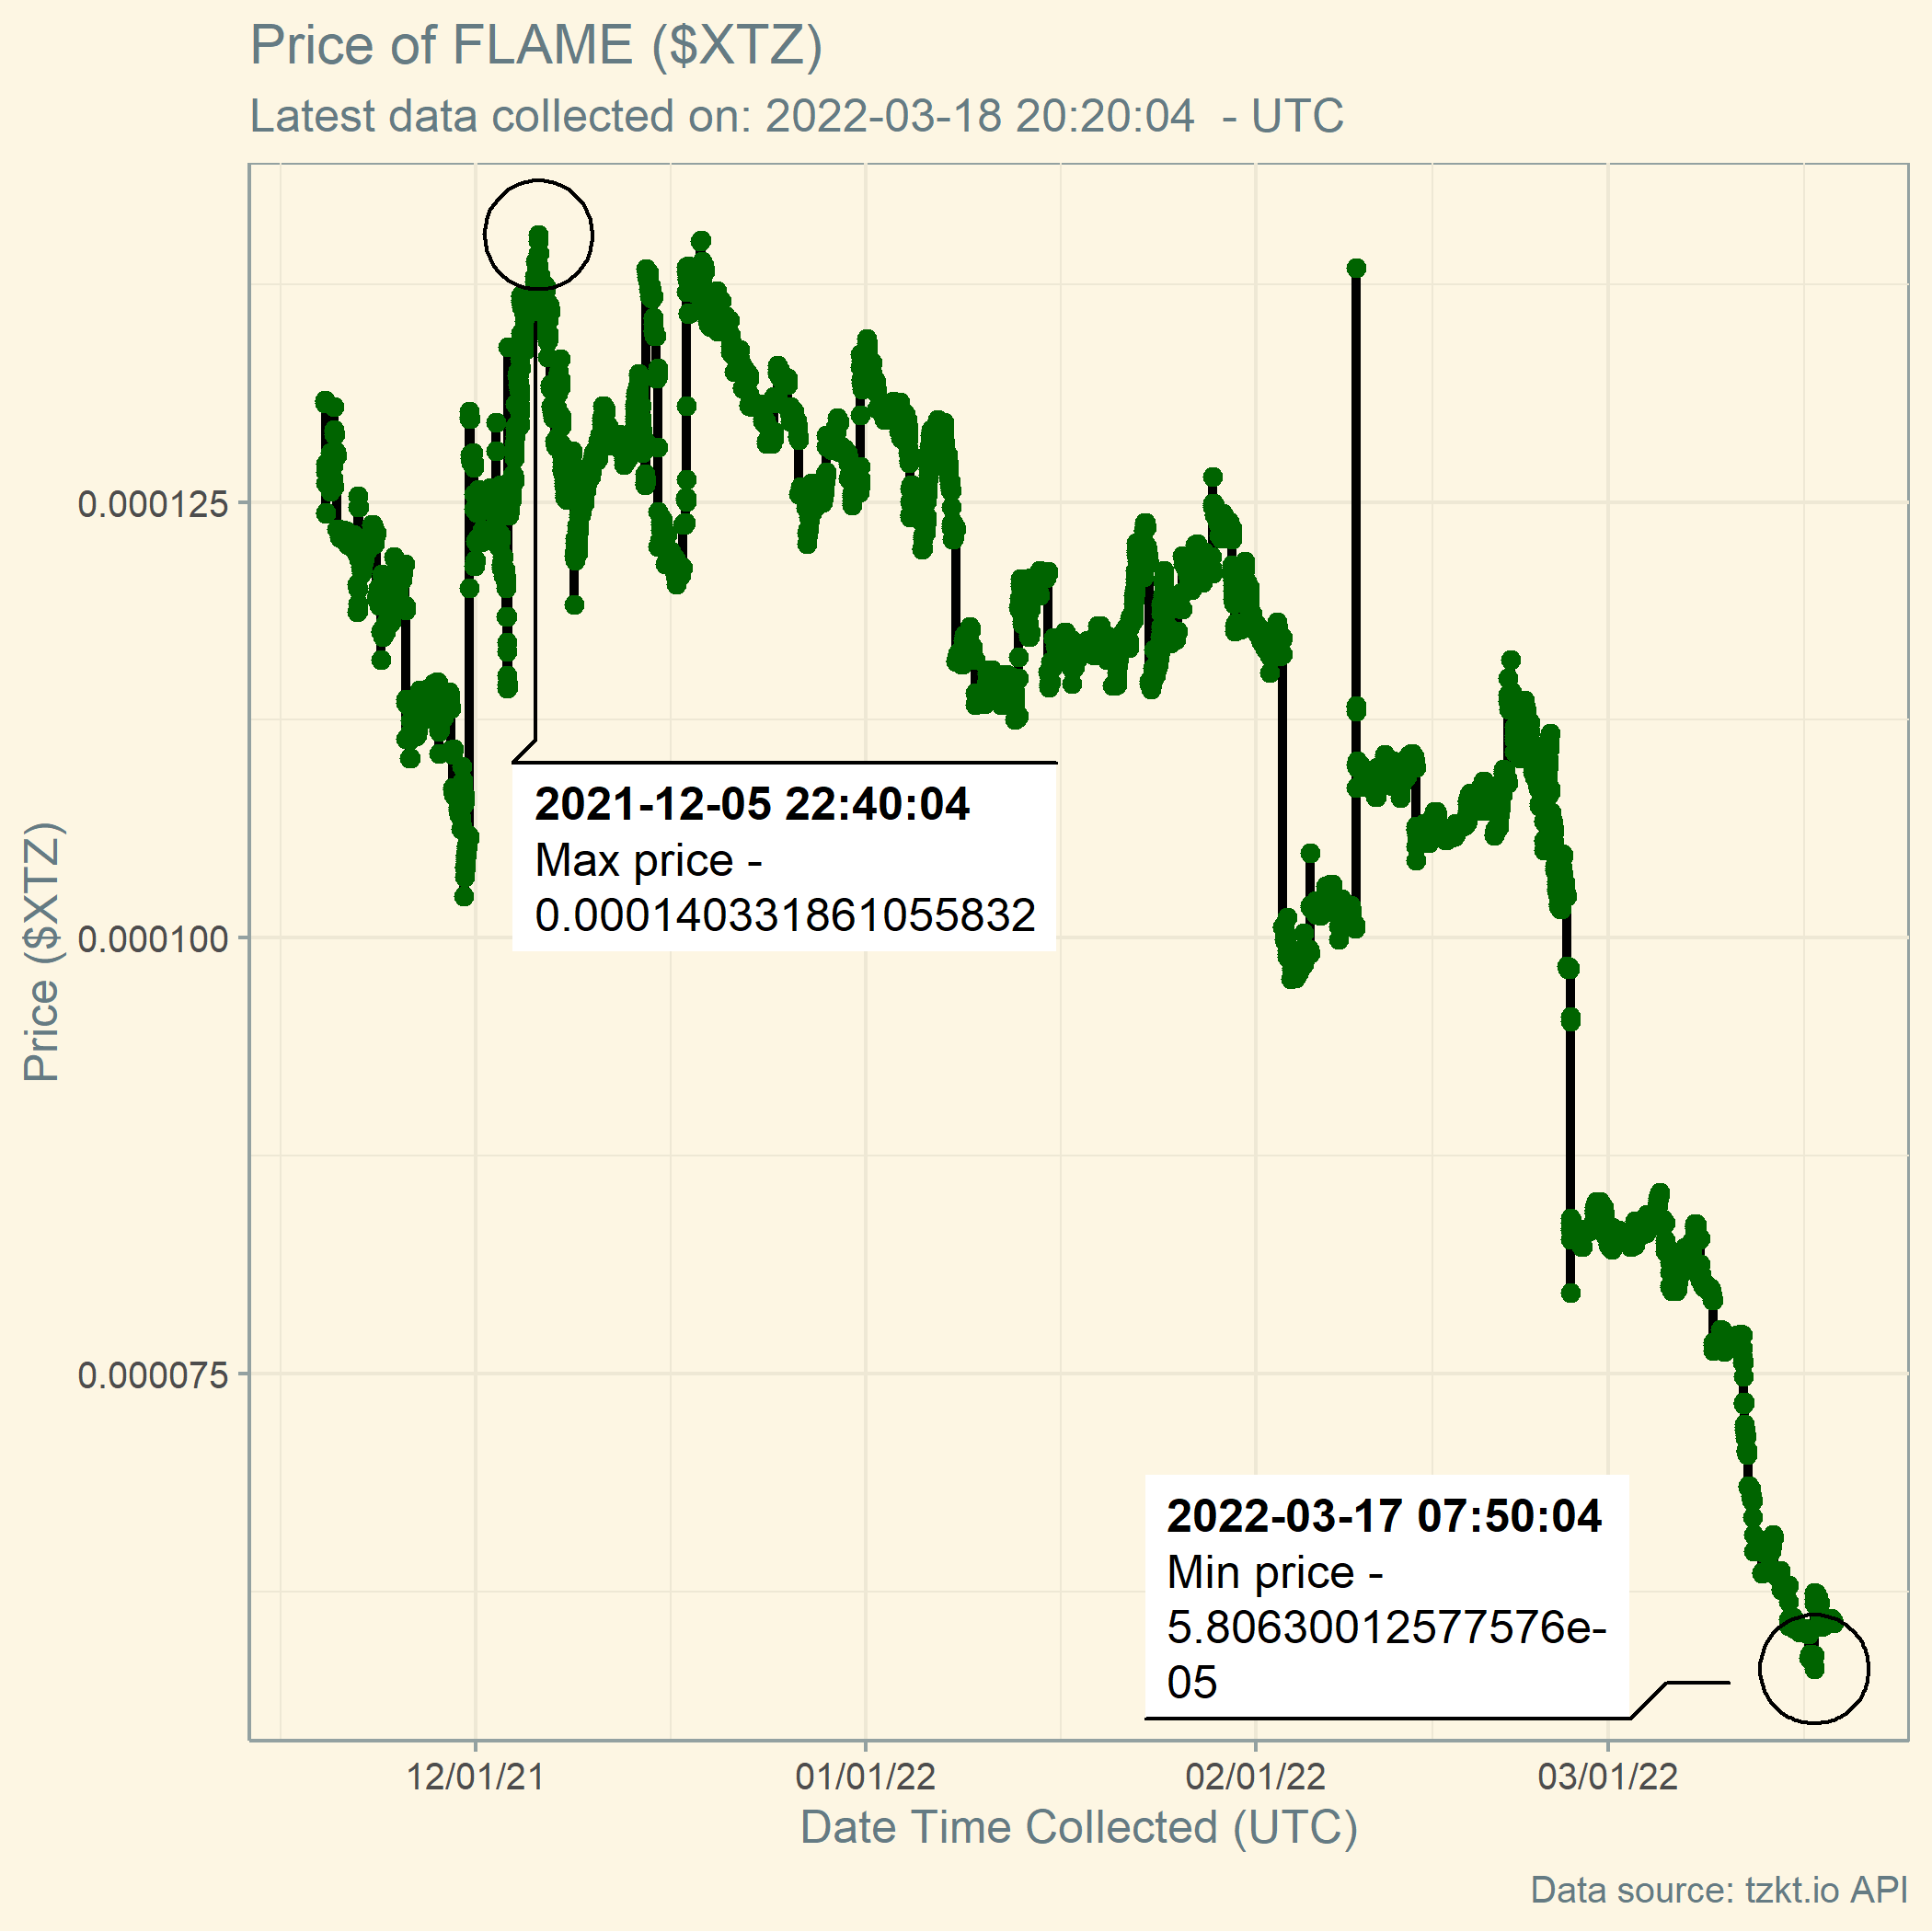 Price of FLAME ($XTZ)
Latest data collected on: 2022-03-18 20:20:04  - UTC
Price ($XTZ)
0.000125
0.000100
0.000075
2021-12-05 22:40:04
Max price -
0.000140331861055832
2022-03-17 07:50:04
Min price -
5.80630012577576e-
05
12/01/21
01/01/22
02/01/22
03/01/22
Date Time Collected (UTC)
Data source: tzkt.io API